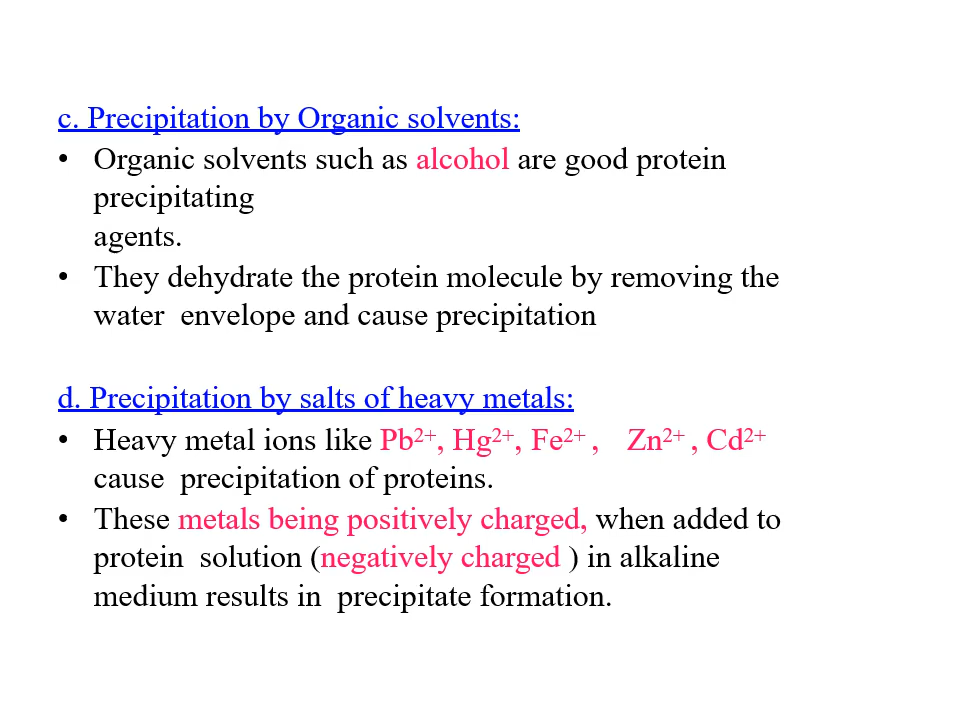 c. Precipitation by Organic solvents:
• Organic solvents such as alcohol are good protein
precipitating
agents.
• They dehydrate the protein molecule by removing the
water envelope and cause precipitation
d. Precipitation by salts of heavy metals:
• Heavy metal ions like Pb²⁺, Hg²⁺, Fe²⁺ , Zn²⁺ , Cd²⁺
cause precipitation of proteins.
• These metals being positively charged, when added to
protein solution (negatively charged ) in alkaline
medium results in precipitate formation.